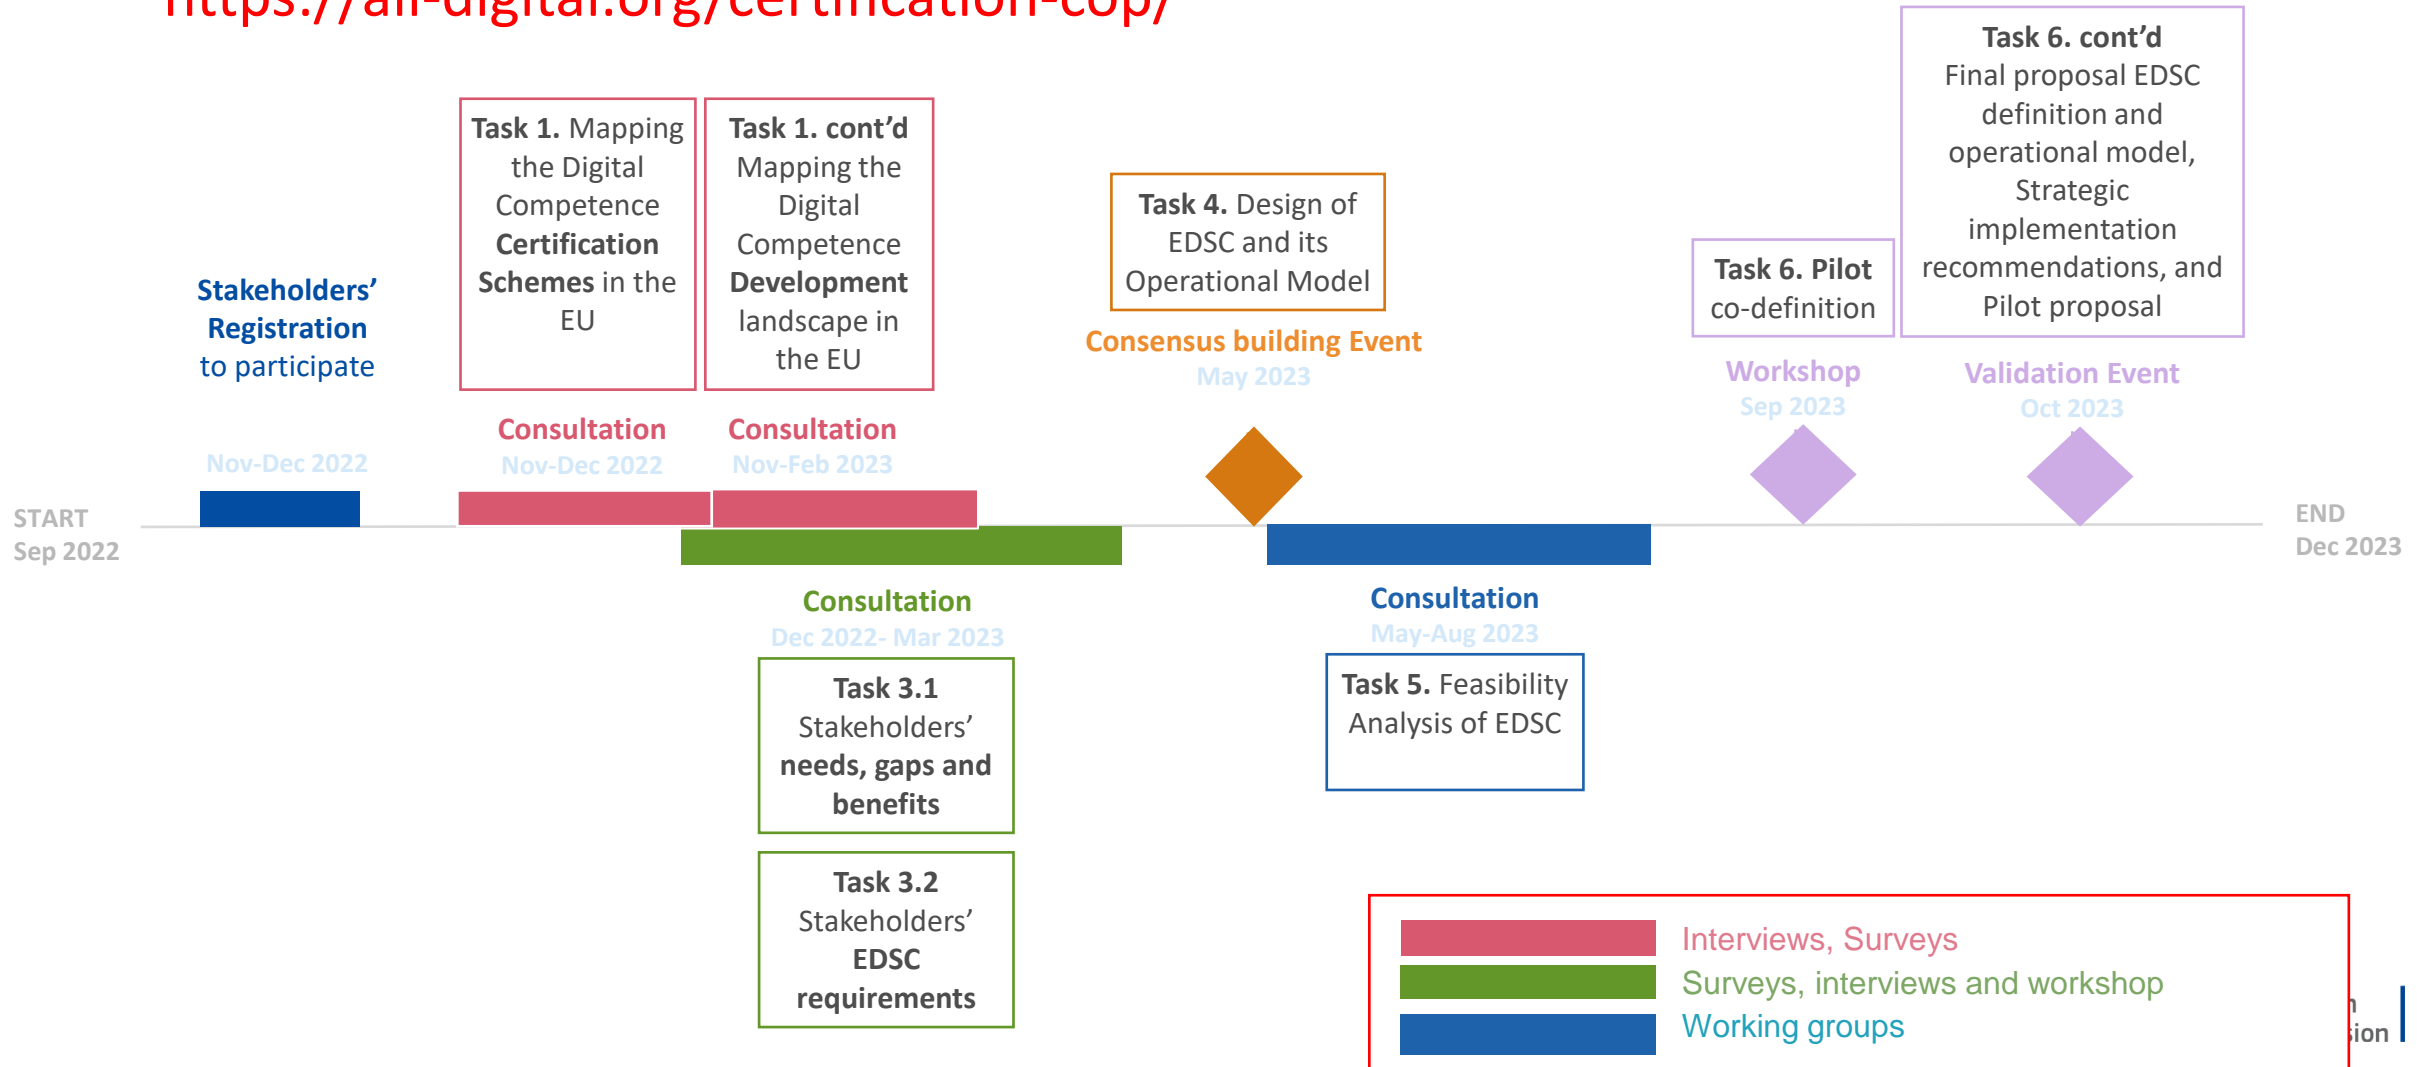 https://all-digital.org/certification-cop/
Task 6. cont’d
Final proposal EDSC
definition and
operational model,
Strategic
implementation
recommendations, and
Pilot proposal
Task 1. Mapping
the Digital
Competence
Certification
Schemes in the
EU
Task 1. cont’d
Mapping the
Digital
Competence
Development
landscape in
the EU
Task 4. Design of
EDSC and its
Operational Model
Task 6. Pilot
co-definition
Stakeholders’
Registration
to participate
Consensus building Event
May 2023
Workshop
Sep 2023
Validation Event
Oct 2023
Consultation
Nov-Dec 2022
Consultation
Nov-Feb 2023
Nov-Dec 2022
START
Sep 2022
END
Dec 2023
Consultation
Dec 2022- Mar 2023
Task 3.1
Stakeholders’
needs, gaps and
benefits
Task 3.2
Stakeholders’
EDSC
requirements
Consultation
May-Aug 2023
Task 5. Feasibility
Analysis of EDSC
Interviews, Surveys
Surveys, interviews and workshop
Working groups